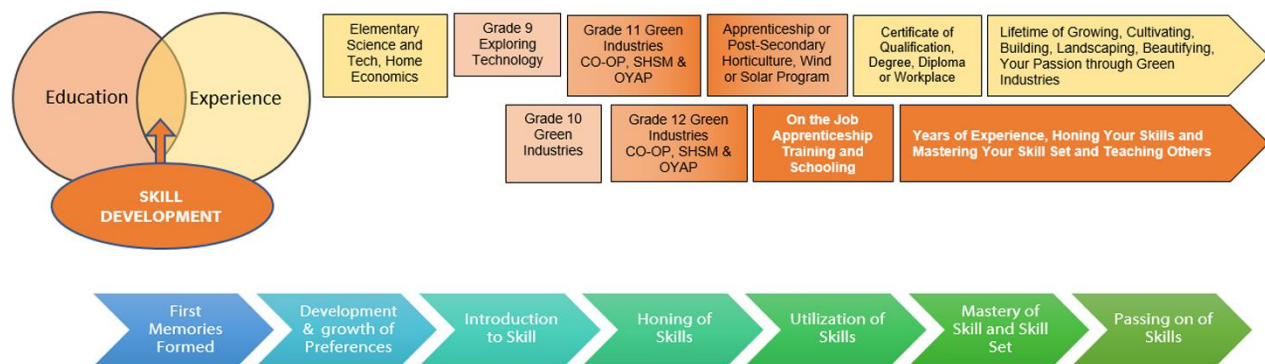 Education
Experience
SKILL
DEVELOPMENT
Elementary
Science and
Tech, Home
Economics
Grade 9
Exploring
Technology
Grade 11 Green
Industries
CO-OP, SHSM &
OYAP
Apprenticeship or
Post-Secondary
Horticulture, Wind
or Solar Program
Certificate of
Qualification,
Degree, Diploma
or Workplace
Lifetime of Growing, Cultivating,
Building, Landscaping, Beautifying,
Your Passion through Green
Industries
Grade 10
Green
Industries
Grade 12 Green
Industries
CO-OP, SHSM &
OYAP
On the Job
Apprenticeship
Training and
Schooling
Years of Experience, Honing Your Skills and
Mastering Your Skill Set and Teaching Others
First
Memories
Formed
Development
& growth of
Preferences
Introduction
to Skill
Honing of
Skills
Utilization of
Skills
Mastery of
Skill and Skill
Set
Passing on of
Skills